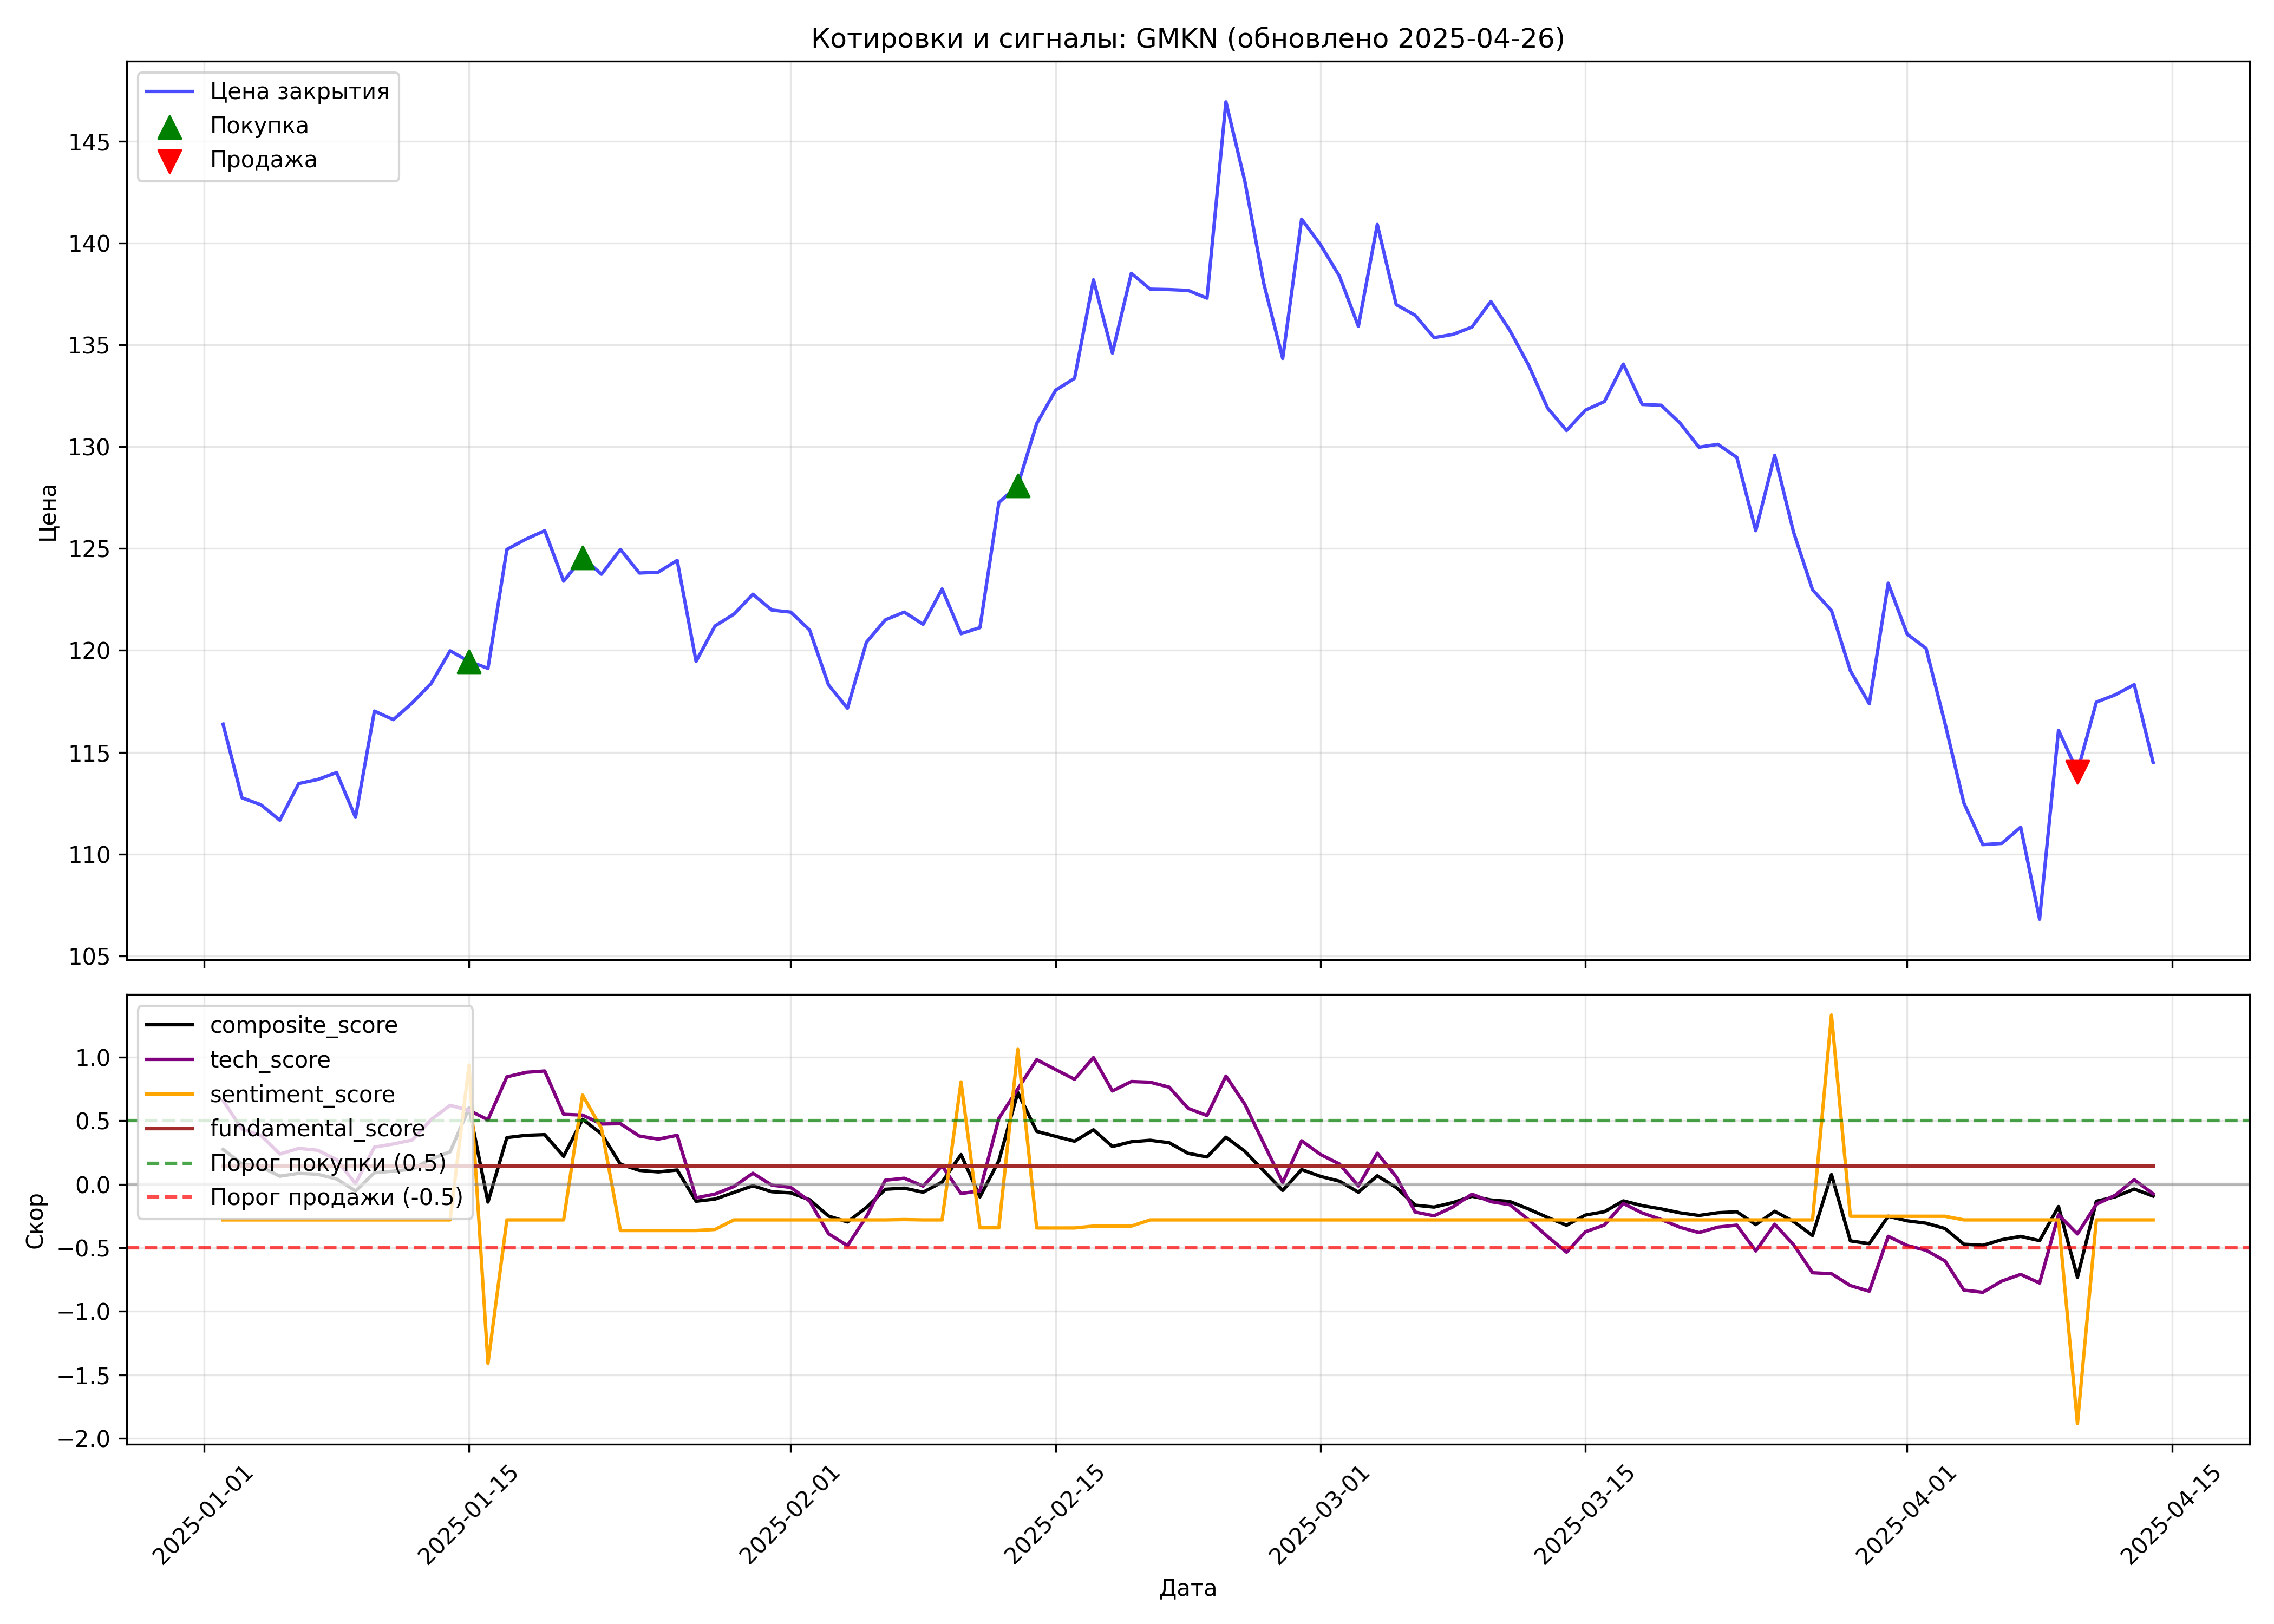 Котировки и сигналы: GMKN (обновлено 2025-04-26)
Цена закрытия
Покупка
Продажа
145
140
135
130
125
120
115
110
105
Цена
composite_score
tech_score
sentiment_score
fundamental_score
Порог покупки (0.5)
Порог продажи (-0.5)
1.0
0.5
0.0
−0.5
−1.0
−1.5
−2.0
Скор
2025-01-01
2025-01-15
2025-02-01
2025-02-15
2025-03-01
2025-03-15
2025-04-01
2025-04-15
Дата